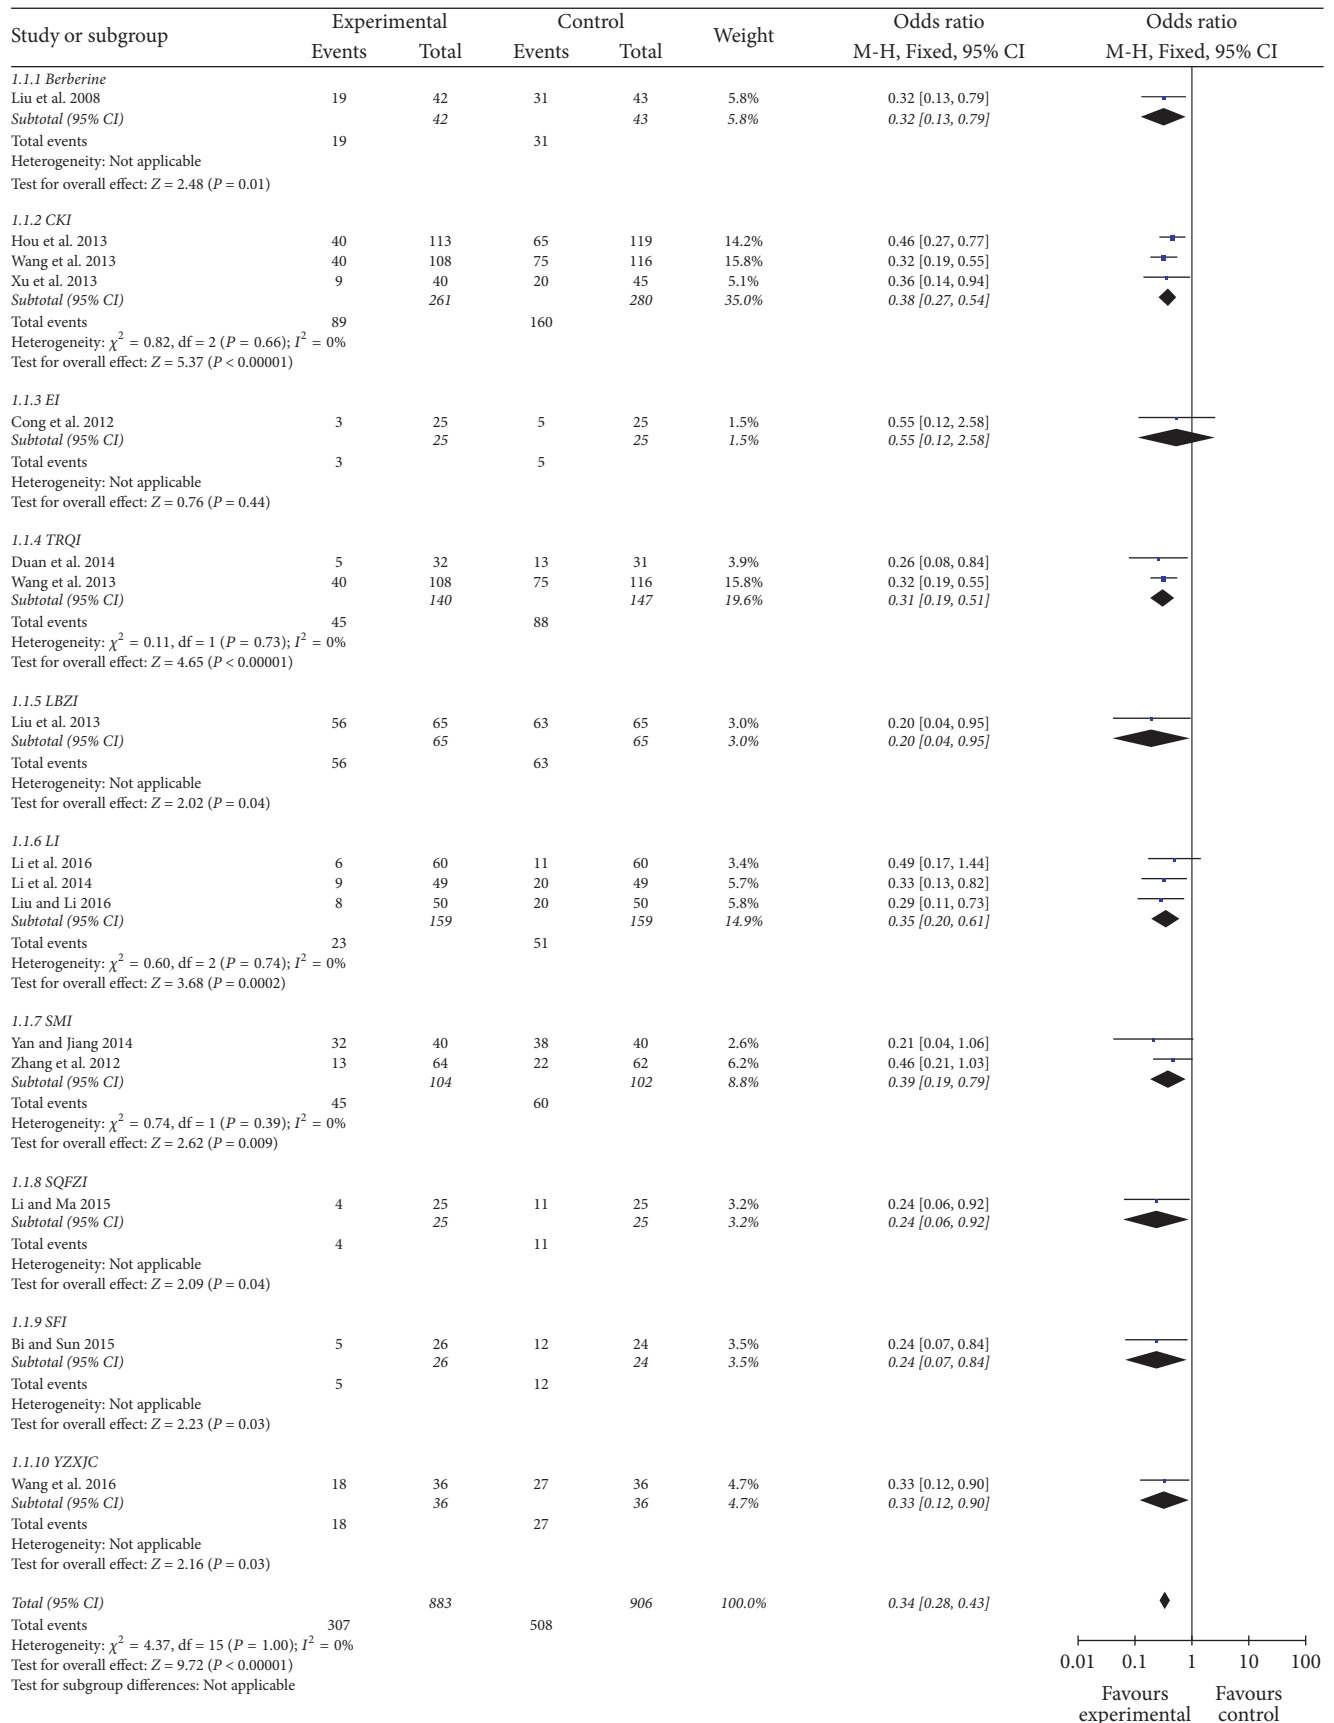 Study or subgroup Experimental Control Weight Odds ratio Odds ratio
Events Total Events Total M-H, Fixed, 95% CI M-H, Fixed, 95% CI
1.1.1 Berberine
Liu et al. 2008 19 42 31 43 5.8% 0.32 [0.13, 0.79]
Subtotal (95% CI) 42 43 5.8% 0.32 [0.13, 0.79]
Total events 19 31
Heterogeneity: Not applicable
Test for overall effect: Z = 2.48 (P = 0.01)
1.1.2 CKI
Hou et al. 2013 40 113 65 119 14.2% 0.46 [0.27, 0.77]
Wang et al. 2013 40 108 75 116 15.8% 0.32 [0.19, 0.55]
Xu et al. 2013 9 40 20 45 5.1% 0.36 [0.14, 0.94]
Subtotal (95% CI) 261 280 35.0% 0.38 [0.27, 0.54]
Total events 89 160
Heterogeneity: χ² = 0.82, df = 2 (P = 0.66); I² = 0%
Test for overall effect: Z = 5.37 (P < 0.00001)
1.1.3 EI
Cong et al. 2012 3 25 5 25 1.5% 0.55 [0.12, 2.58]
Subtotal (95% CI) 25 25 1.5% 0.55 [0.12, 2.58]
Total events 3 5
Heterogeneity: Not applicable
Test for overall effect: Z = 0.76 (P = 0.44)
1.1.4 TRQI
Duan et al. 2014 5 32 13 31 3.9% 0.26 [0.08, 0.84]
Wang et al. 2013 40 108 75 116 15.8% 0.32 [0.19, 0.55]
Subtotal (95% CI) 140 147 19.6% 0.31 [0.19, 0.51]
Total events 45 88
Heterogeneity: χ² = 0.11, df = 1 (P = 0.73); I² = 0%
Test for overall effect: Z = 4.65 (P < 0.00001)
1.1.5 LBZI
Liu et al. 2013 56 65 63 65 3.0% 0.20 [0.04, 0.95]
Subtotal (95% CI) 65 65 3.0% 0.20 [0.04, 0.95]
Total events 56 63
Heterogeneity: Not applicable
Test for overall effect: Z = 2.02 (P = 0.04)
1.1.6 LI
Li et al. 2016 6 60 11 60 3.4% 0.49 [0.17, 1.44]
Li et al. 2014 9 49 20 49 5.7% 0.33 [0.13, 0.82]
Liu and Li 2016 8 50 20 50 5.8% 0.29 [0.11, 0.73]
Subtotal (95% CI) 159 159 14.9% 0.35 [0.20, 0.61]
Total events 23 51
Heterogeneity: χ² = 0.60, df = 2 (P = 0.74); I² = 0%
Test for overall effect: Z = 3.68 (P = 0.0002)
1.1.7 SMI
Yan and Jiang 2014 32 40 38 40 2.6% 0.21 [0.04, 1.06]
Zhang et al. 2012 13 64 22 62 6.2% 0.46 [0.21, 1.03]
Subtotal (95% CI) 104 102 8.8% 0.39 [0.19, 0.79]
Total events 45 60
Heterogeneity: χ² = 0.74, df = 1 (P = 0.39); I² = 0%
Test for overall effect: Z = 2.62 (P = 0.009)
1.1.8 SQFZI
Li and Ma 2015 4 25 11 25 3.2% 0.24 [0.06, 0.92]
Subtotal (95% CI) 25 25 3.2% 0.24 [0.06, 0.92]
Total events 4 11
Heterogeneity: Not applicable
Test for overall effect: Z = 2.09 (P = 0.04)
1.1.9 SFI
Bi and Sun 2015 5 26 12 24 3.5% 0.24 [0.07, 0.84]
Subtotal (95% CI) 26 24 3.5% 0.24 [0.07, 0.84]
Total events 5 12
Heterogeneity: Not applicable
Test for overall effect: Z = 2.23 (P = 0.03)
1.1.10 YZXJC
Wang et al. 2016 18 36 27 36 4.7% 0.33 [0.12, 0.90]
Subtotal (95% CI) 36 36 4.7% 0.33 [0.12, 0.90]
Total events 18 27
Heterogeneity: Not applicable
Test for overall effect: Z = 2.16 (P = 0.03)
Total (95% CI) 883 906 100.0% 0.34 [0.28, 0.43]
Total events 307 508
Heterogeneity: χ² = 4.37, df = 15 (P = 1.00); I² = 0%
Test for overall effect: Z = 9.72 (P < 0.00001)
Test for subgroup differences: Not applicable
0.01 0.1 1 10 100
Favours experimental
Favours control